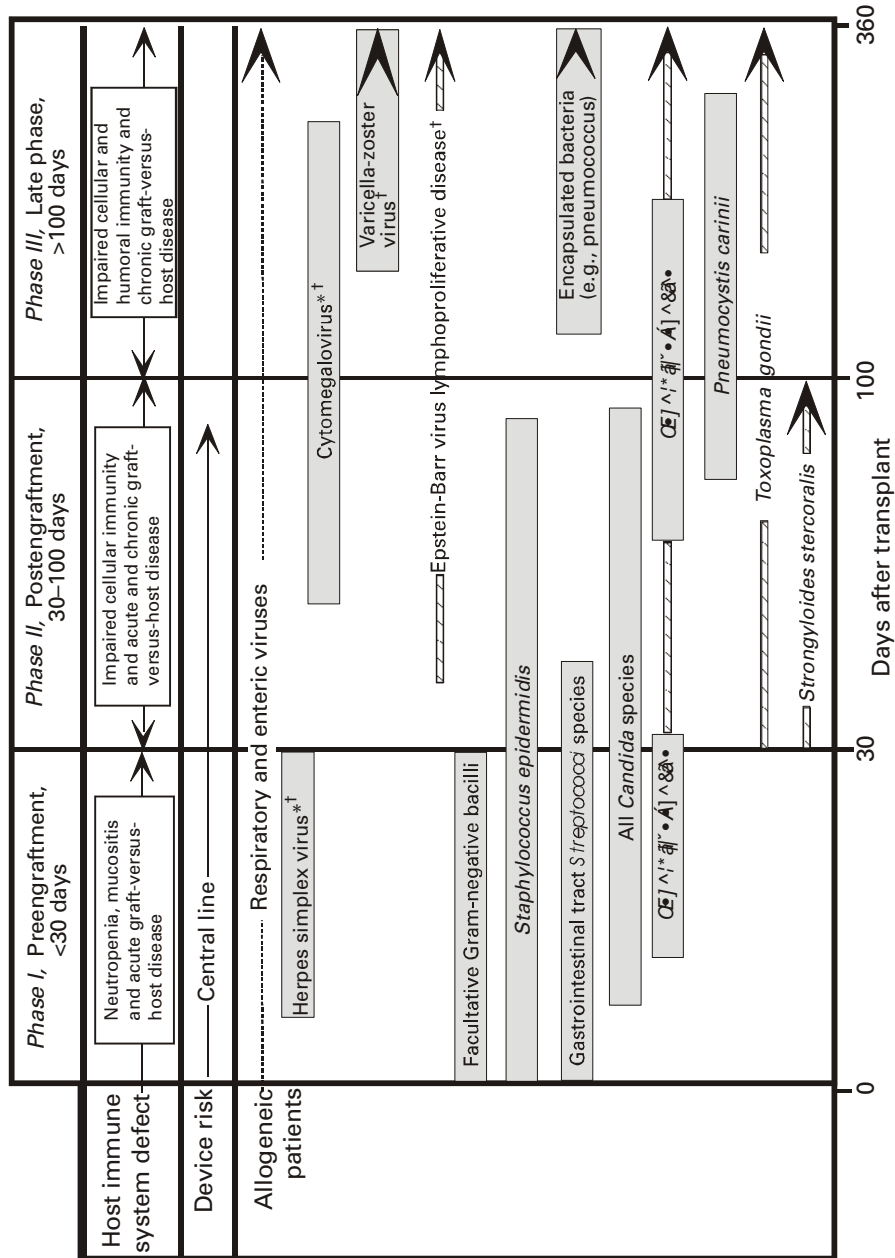 Phase I, Preengraftment,
<30 days
Phase II, Postengraftment,
30–100 days
Phase III, Late phase,
>100 days
Host immune
system defect
Neutropenia, mucositis
and acute graft-versus-
host disease
Impaired cellular immunity
and acute and chronic graft-
versus-host disease
Impaired cellular and
humoral immunity and
chronic graft-versus-
host disease
Device risk
Central line
Allogeneic
patients
Respiratory and enteric viruses
Herpes simplex virus*†
Cytomegalovirus*†
Varicella-zoster
virus†
Epstein-Barr virus lymphoproliferative disease†
Facultative Gram-negative bacilli
Staphylococcus epidermidis
Gastrointestinal tract Streptococci species
Encapsulated bacteria
(e.g., pneumococcus)
All Candida species
Pneumocystis carinii
Toxoplasma gondii
Strongyloides stercoralis
0
30
100
360
Days after transplant